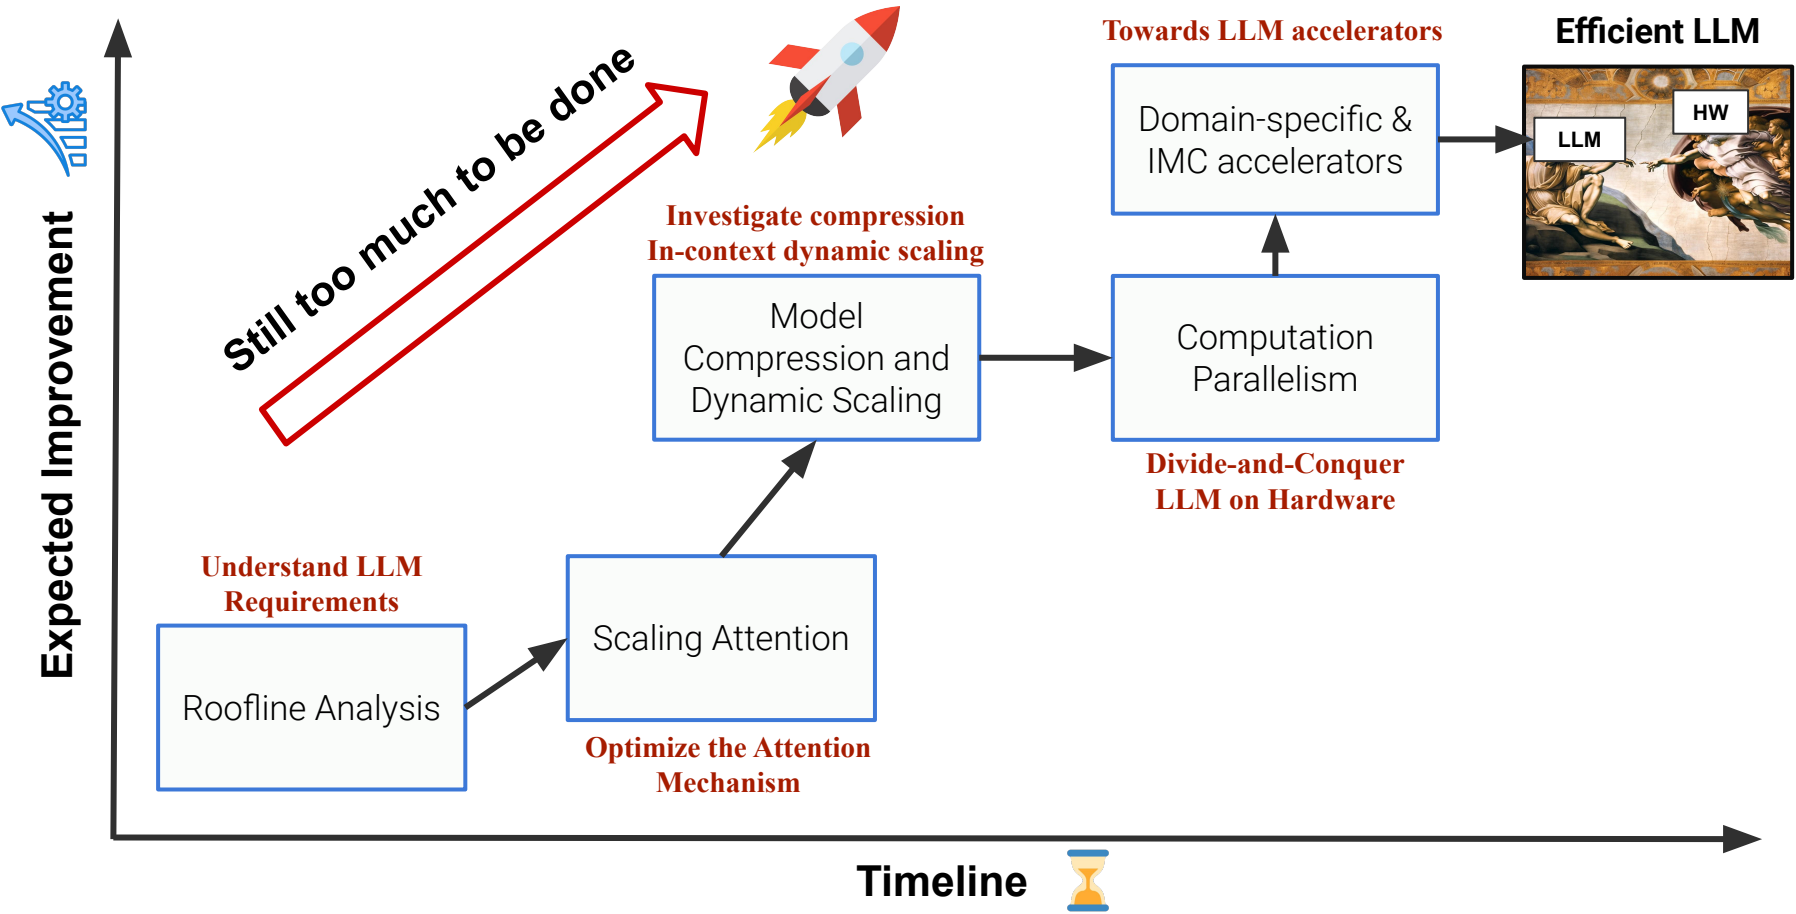 Towards LLM accelerators
Efficient LLM
Domain-specific &
IMC accelerators
LLM
HW
Still too much to be done
Investigate compression
In-context dynamic scaling
Model
Compression and
Dynamic Scaling
Computation
Parallelism
Divide-and-Conquer
LLM on Hardware
Expected Improvement
Understand LLM
Requirements
Roofline Analysis
Scaling Attention
Optimize the Attention
Mechanism
Timeline